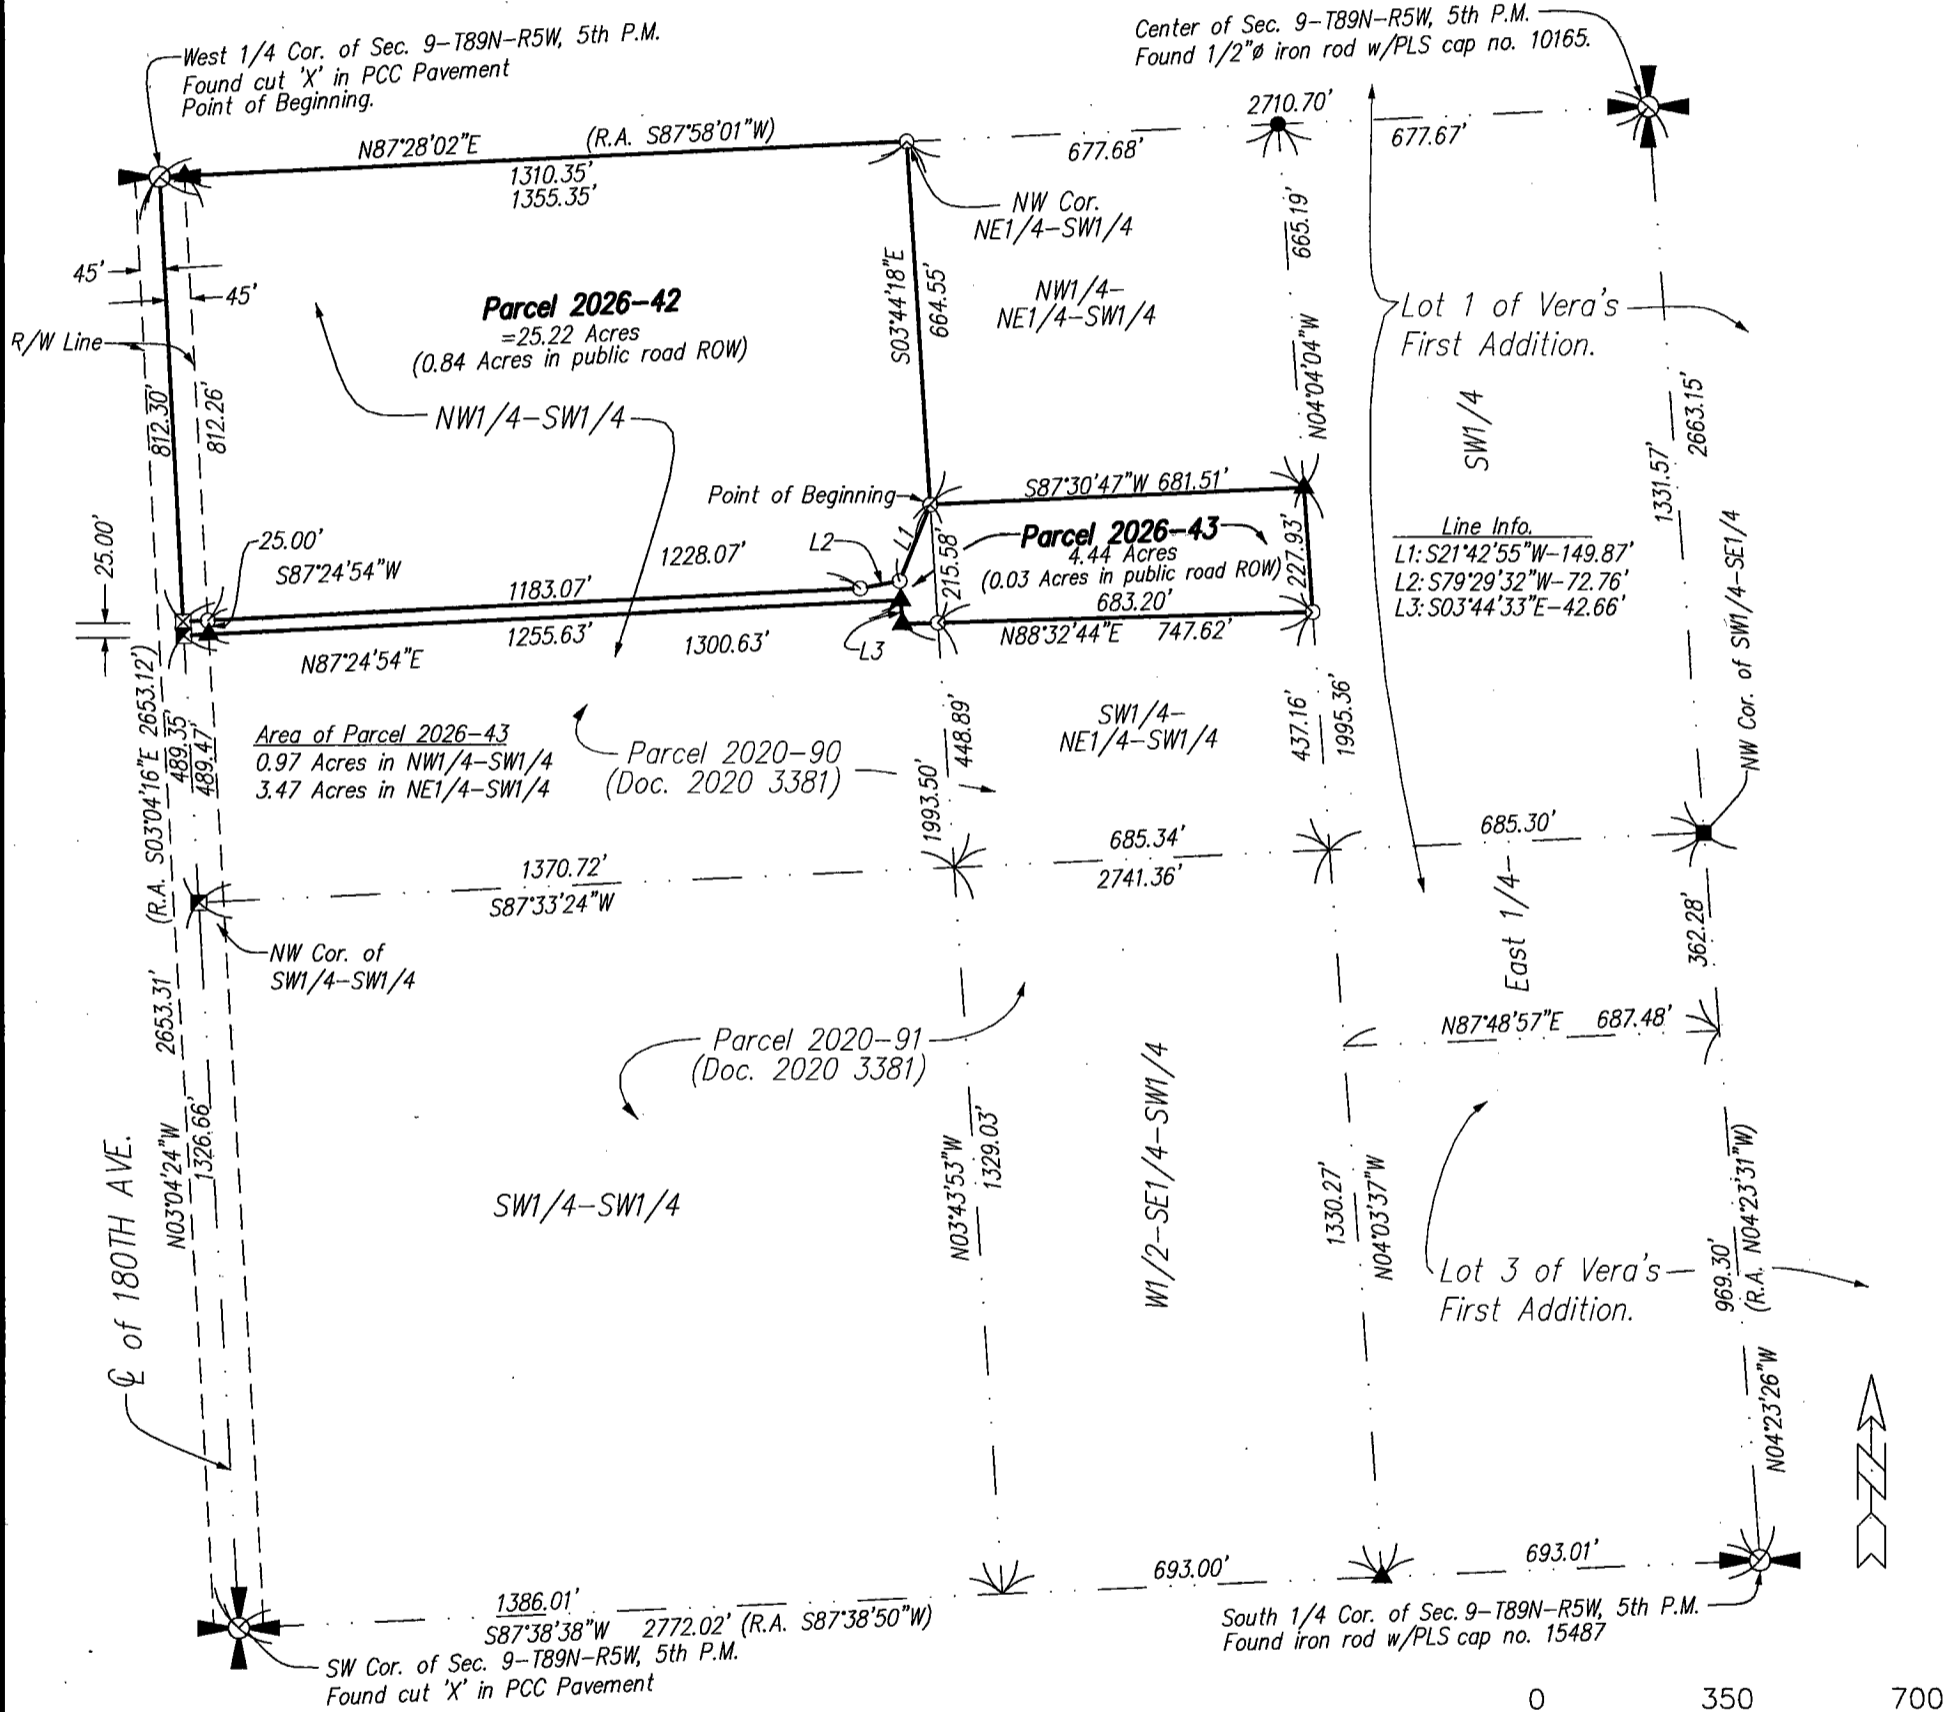 West 1/4 Cor. of Sec. 9-T89N-R5W, 5th P.M.
Found cut 'X' in PCC Pavement
Point of Beginning.
Center of Sec. 9-T89N-R5W, 5th P.M.
Found 1/2"ø iron rod w/PLS cap no. 10165.
N87°28'02"E
(R.A. S87°58'01"W)
1310.35'
1355.35'
2710.70'
677.68'
677.67'
NW Cor.
NE1/4-SW1/4
45'
45'
R/W Line
812.30'
812.26'
Parcel 2026-42
=25.22 Acres
(0.84 Acres in public road ROW)
NW1/4-SW1/4
S03°44'18"E
664.55'
NW1/4-
NE1/4-SW1/4
665.19'
N04°04'04"W
Lot 1 of Vera's
First Addition.
SW1/4
East 1/4-
1331.57'
2663.15'
Point of Beginning
S87°30'47"W 681.51'
L1
L2
L3
215.58'
Parcel 2026-43
4.44 Acres
(0.03 Acres in public road ROW)
227.93'
683.20'
N88°32'44"E
747.62'
Line Info.
L1: S21°42'55"W-149.87'
L2: S79°29'32"W-72.76'
L3: S03°44'33"E-42.66'
25.00'
25.00'
S87°24'54"W
1228.07'
1183.07'
1255.63'
1300.63'
N87°24'54"E
(R.A. S03°04'16"E 2653.12')
489.35'
489.47'
Area of Parcel 2026-43
0.97 Acres in NW1/4-SW1/4
3.47 Acres in NE1/4-SW1/4
Parcel 2020-90
(Doc. 2020 3381)
448.89'
1993.50'
SW1/4-
NE1/4-SW1/4
437.16'
1995.36'
NW Cor. of SW1/4-SE1/4
1370.72'
S87°33'24"W
685.34'
2741.36'
685.30'
NW Cor. of
SW1/4-SW1/4
362.28'
N87°48'57"E 687.48'
2653.31'
N03°04'24"W
1326.66'
Parcel 2020-91
(Doc. 2020 3381)
SW1/4-SW1/4
N03°43'53"W
1329.03'
W1/2-SE1/4-SW1/4
1330.27'
N04°03'37"W
Lot 3 of Vera's
First Addition.
969.30'
(R.A. N04°23'31"W)
N04°23'26"W
℄ of 180TH AVE.
1386.01'
S87°38'38"W 2772.02' (R.A. S87°38'50"W)
693.00'
693.01'
SW Cor. of Sec. 9-T89N-R5W, 5th P.M.
Found cut 'X' in PCC Pavement
South 1/4 Cor. of Sec. 9-T89N-R5W, 5th P.M.
Found iron rod w/PLS cap no. 15487
N
0 350 700